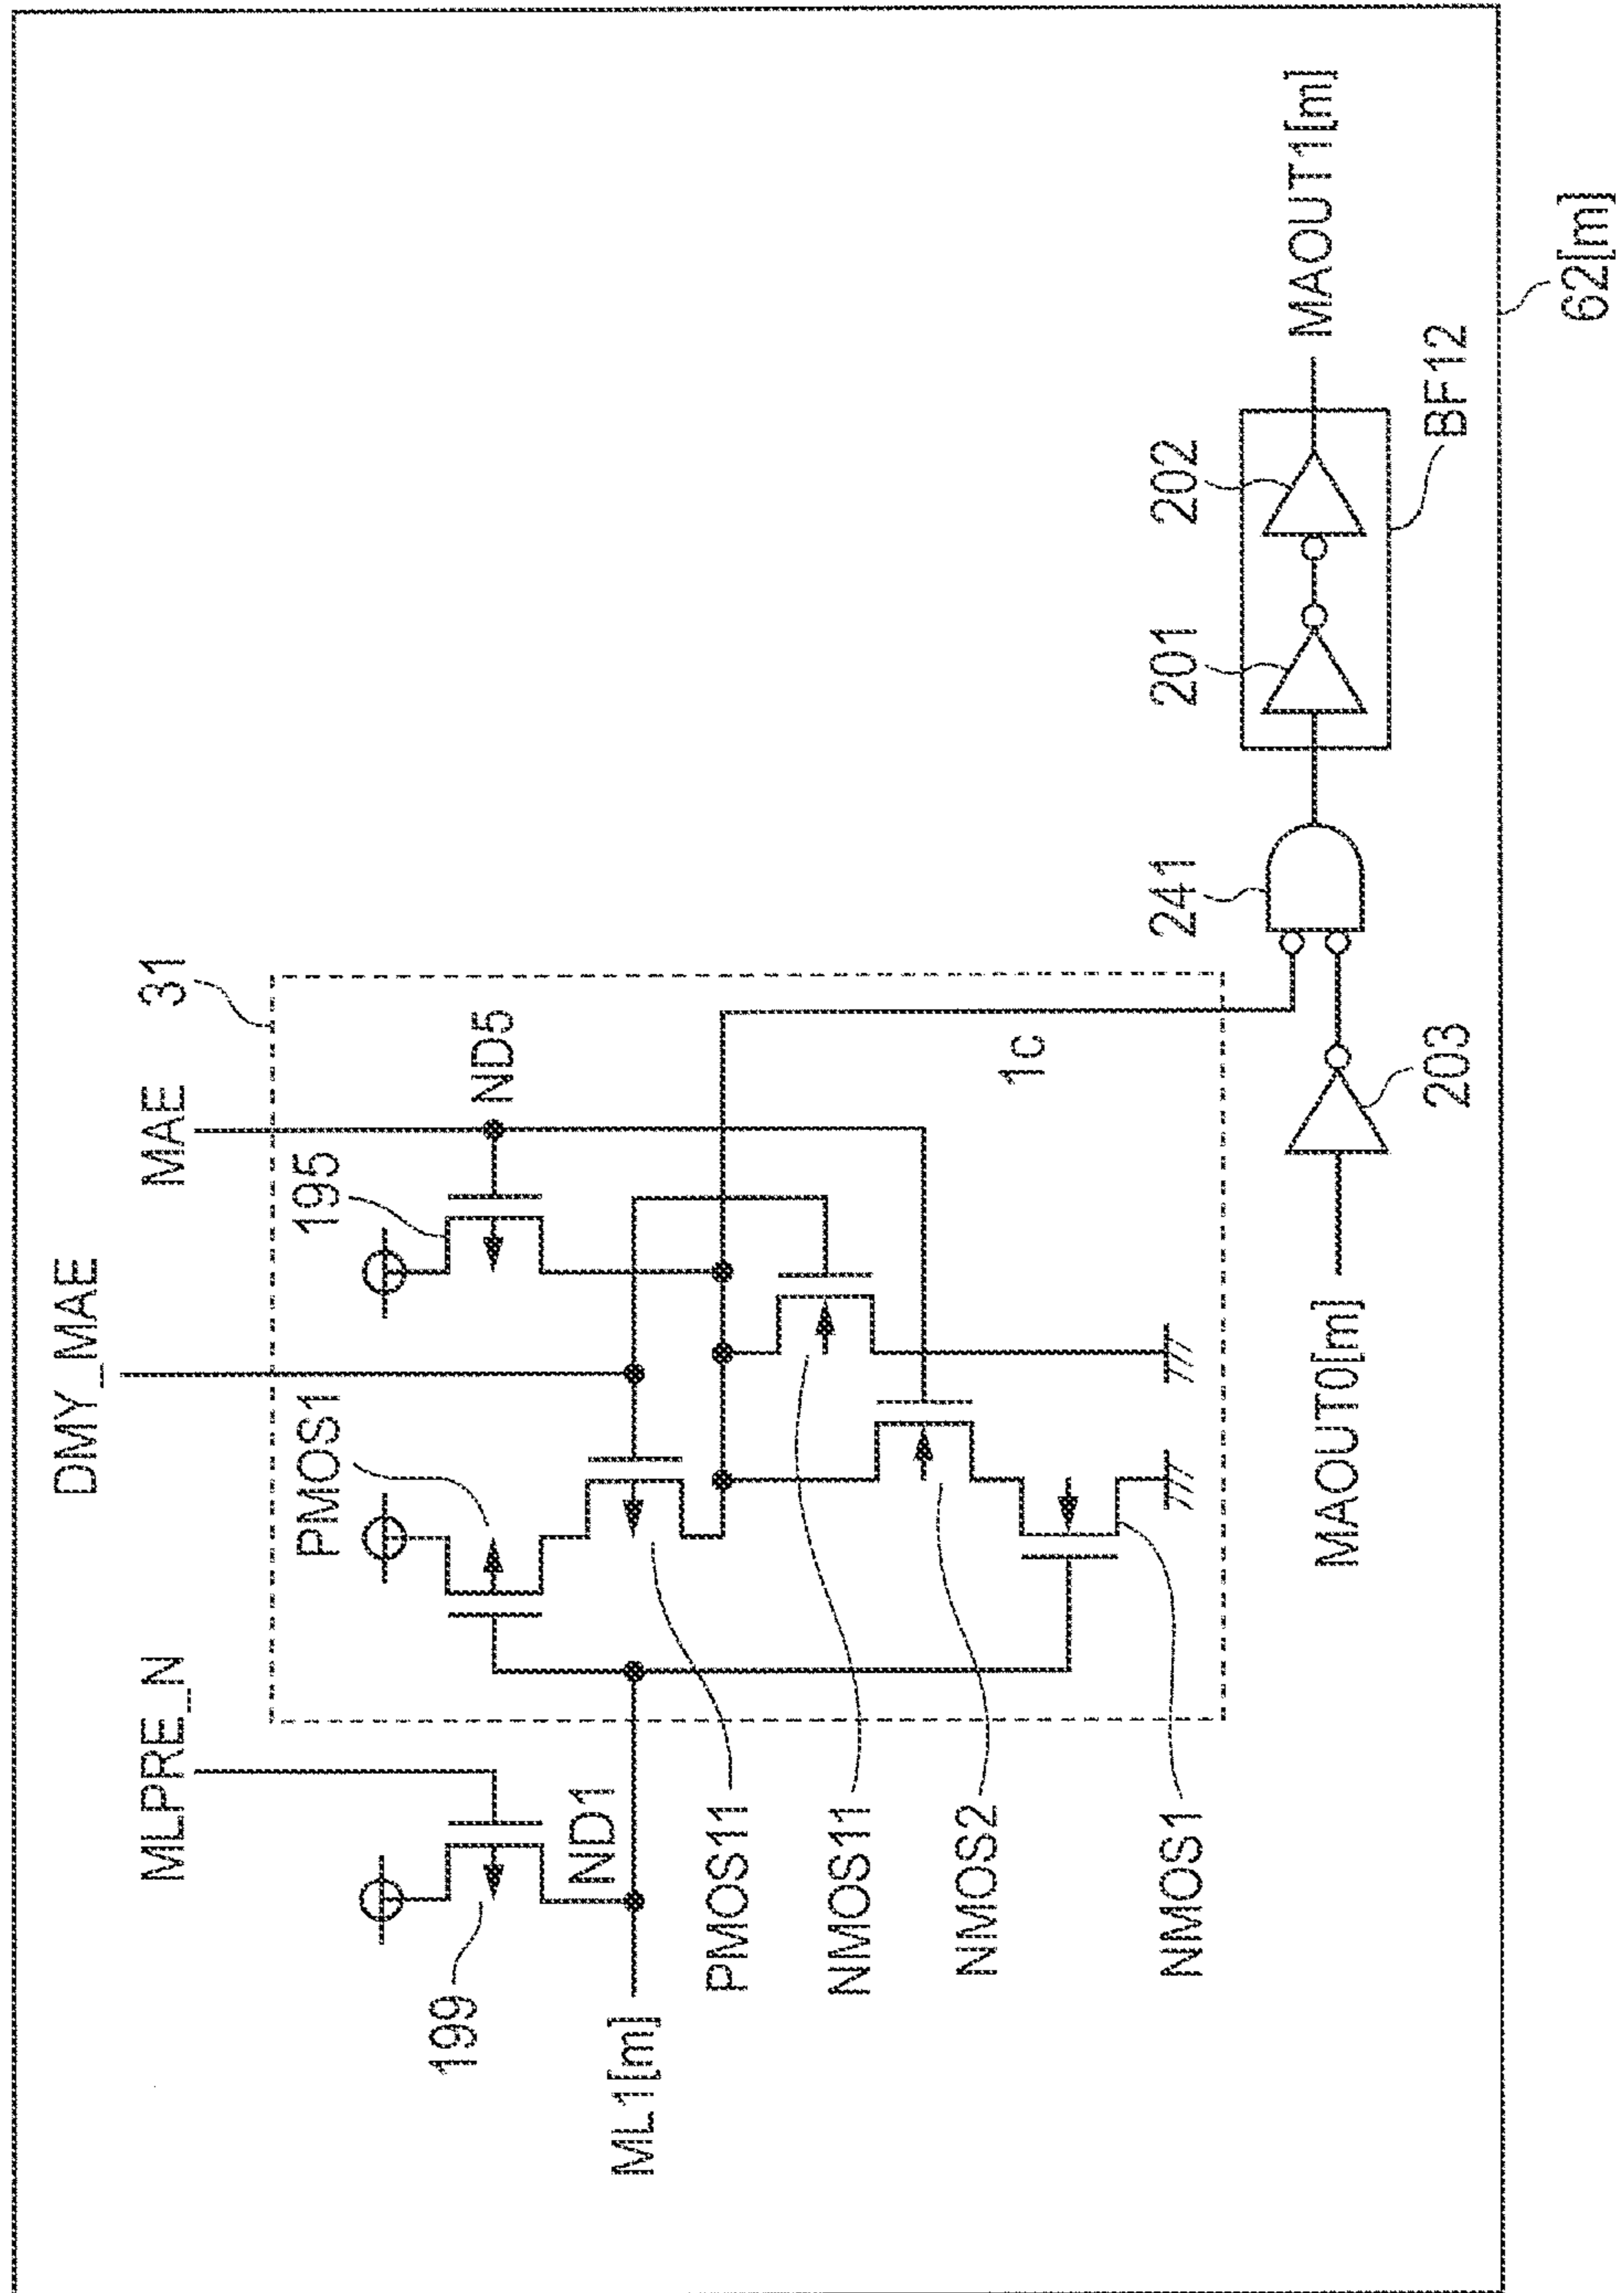 DMY_MAE
MLPRE_N
MAE
31
PMOS1
195
199
ND1
ND5
ML1[m]
PMOS11
NMOS11
NMOS2
NMOS1
1c
241
201
202
MAOUT0[m]
203
MAOUT1[m]
BF12
62[m]